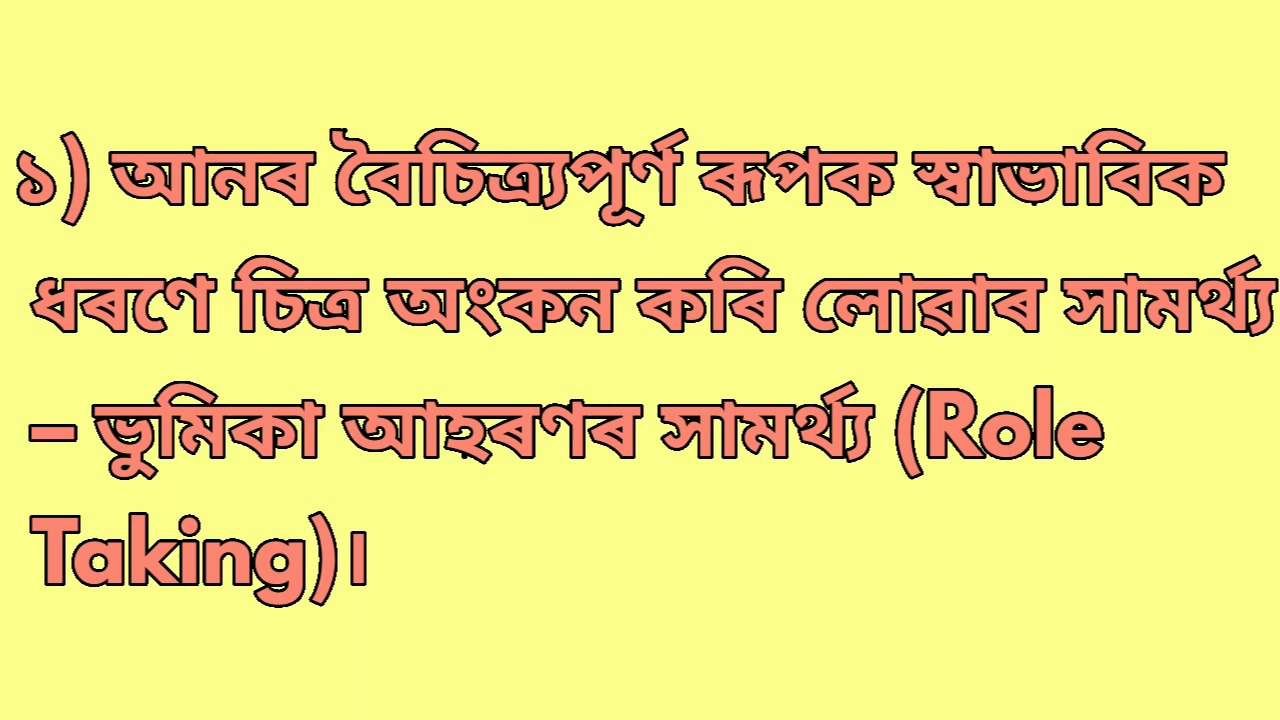 ১) আনৰ বৈচিত্ৰ্যপূৰ্ণ ৰূপক স্বাভাবিক
ধৰণে চিত্ৰ অংকন কৰি লোৱাৰ সামৰ্থ্য
– ভুমিকা আহৰণৰ সামৰ্থ্য (Role
Taking)।